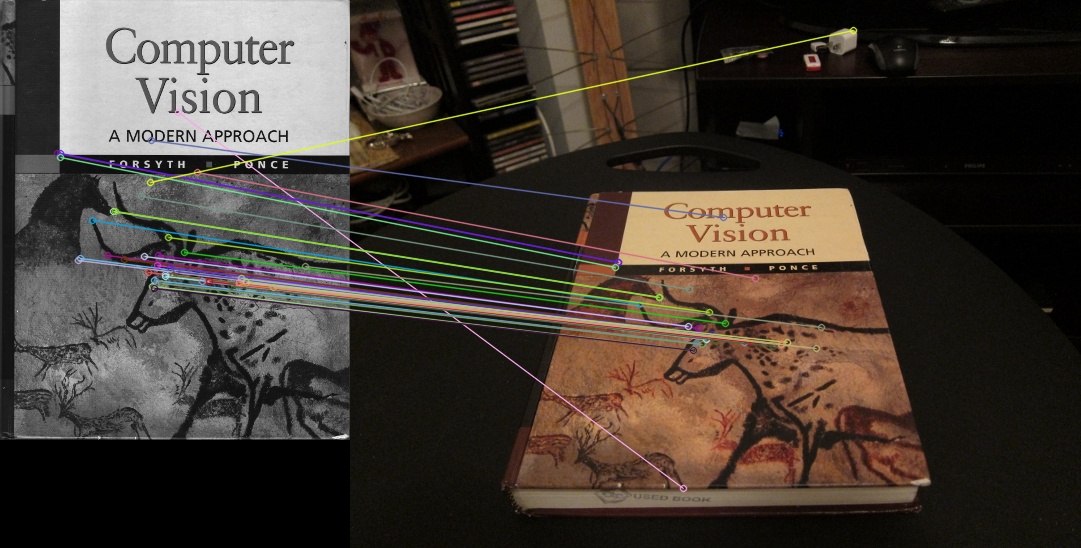 Computer
Vision
A MODERN APPROACH
FORSYTH PONCE
Computer
Vision
A MODERN APPROACH
FORSYTH PONCE
USED BOOK